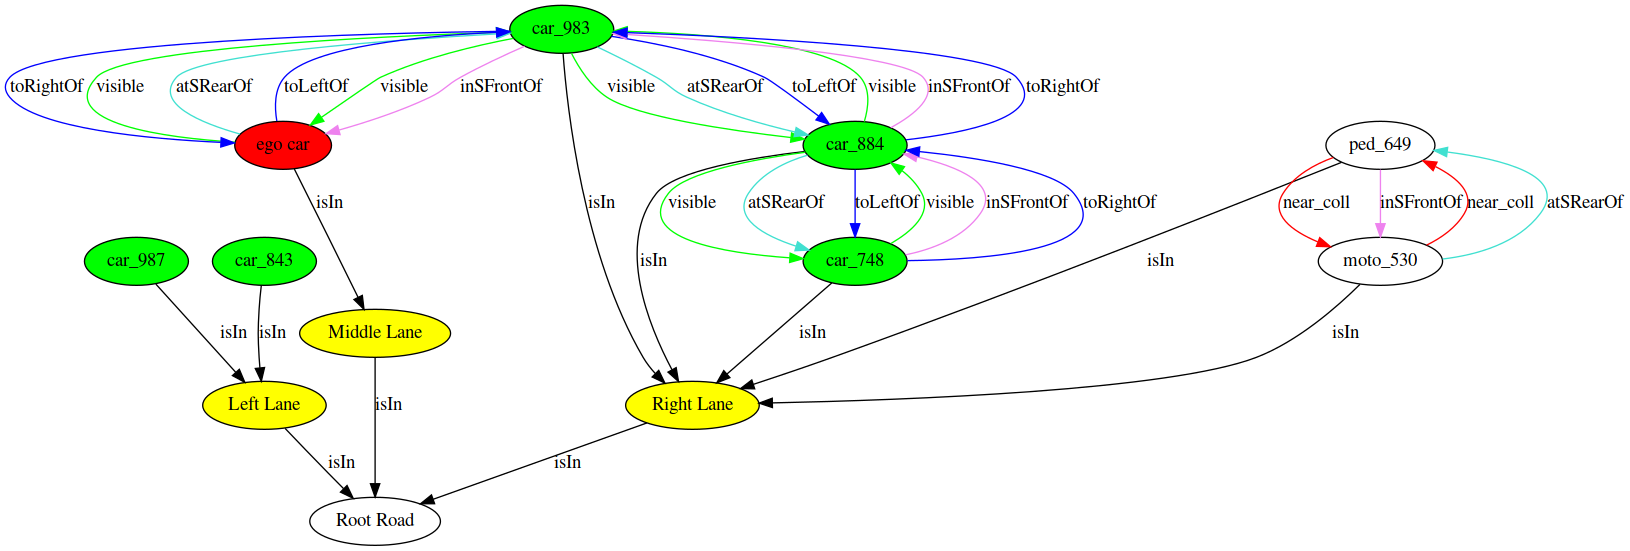 car_983
toRightOf visible atSRearOf toLeftOf visible inSFrontOf visible atSRearOf toLeftOf visible inSFrontOf toRightOf
ego car car_884 ped_649
isIn isIn visible atSRearOf toLeftOf visible inSFrontOf toRightOf near_coll inSFrontOf near_coll atSRearOf
car_987 car_843 isIn car_748 isIn moto_530
isIn isIn Middle Lane isIn isIn
Left Lane isIn Right Lane
isIn isIn
Root Road